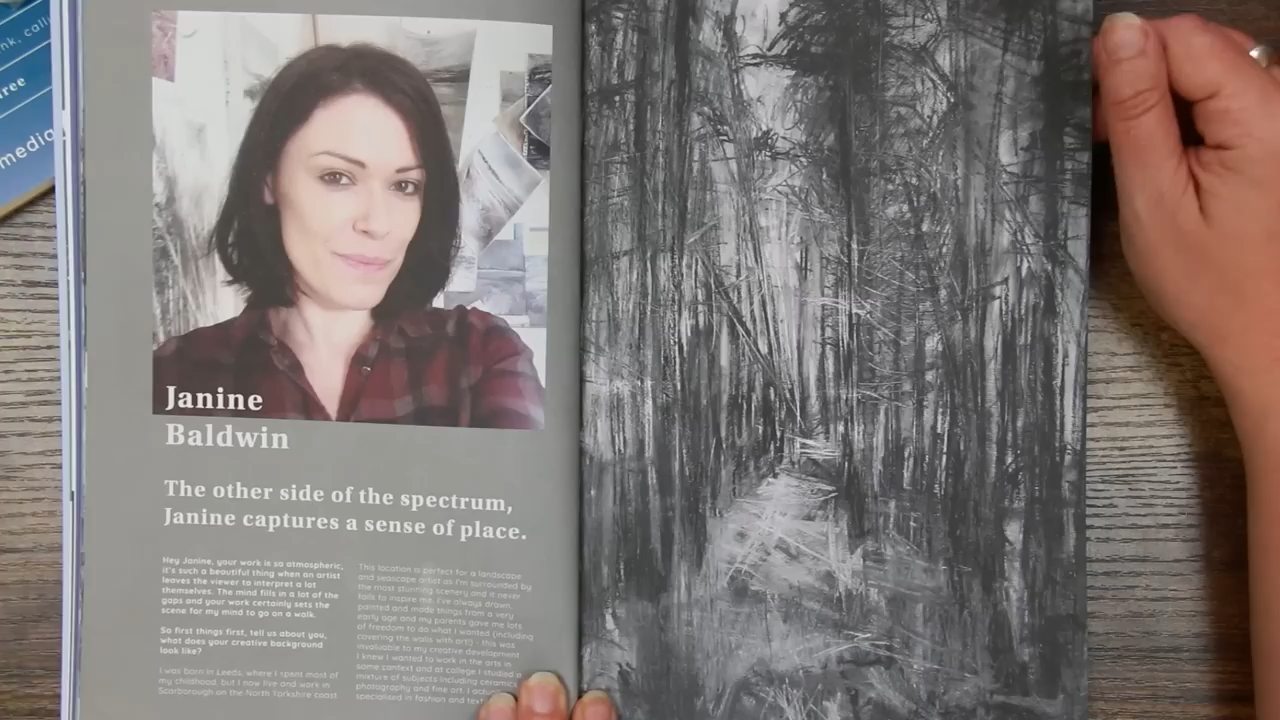 nk,
ree
media
Janine
Baldwin
The other side of the spectrum,
Janine captures a sense of place.
Hey Janine, your work is so atmospheric,
it's such a beautiful thing when an artist
leaves the viewer to interpret a lot
themselves. The mind fills in a lot of the
gaps and your work certainly sets the
scene for my mind to go on a walk.
So first things first, tell us about you,
what does your creative background
look like?
I was born in Leeds, where I spent most of
my childhood, but I now live and work in
Scarborough on the North Yorkshire coast.
This location is perfect for a landscape
and seascape artist as I'm surrounded by
the most stunning scenery and it never
fails to inspire me. I've always drawn,
painted and made things from a very
early age and my parents gave me lots
of freedom to do what I wanted (including
covering the walls with art!) - this was
invaluable to my creative development.
I knew I wanted to work in the arts in
some context and at college I studied a
mixture of subjects including ceramics,
photography and fine art. I
specialised in fashion and